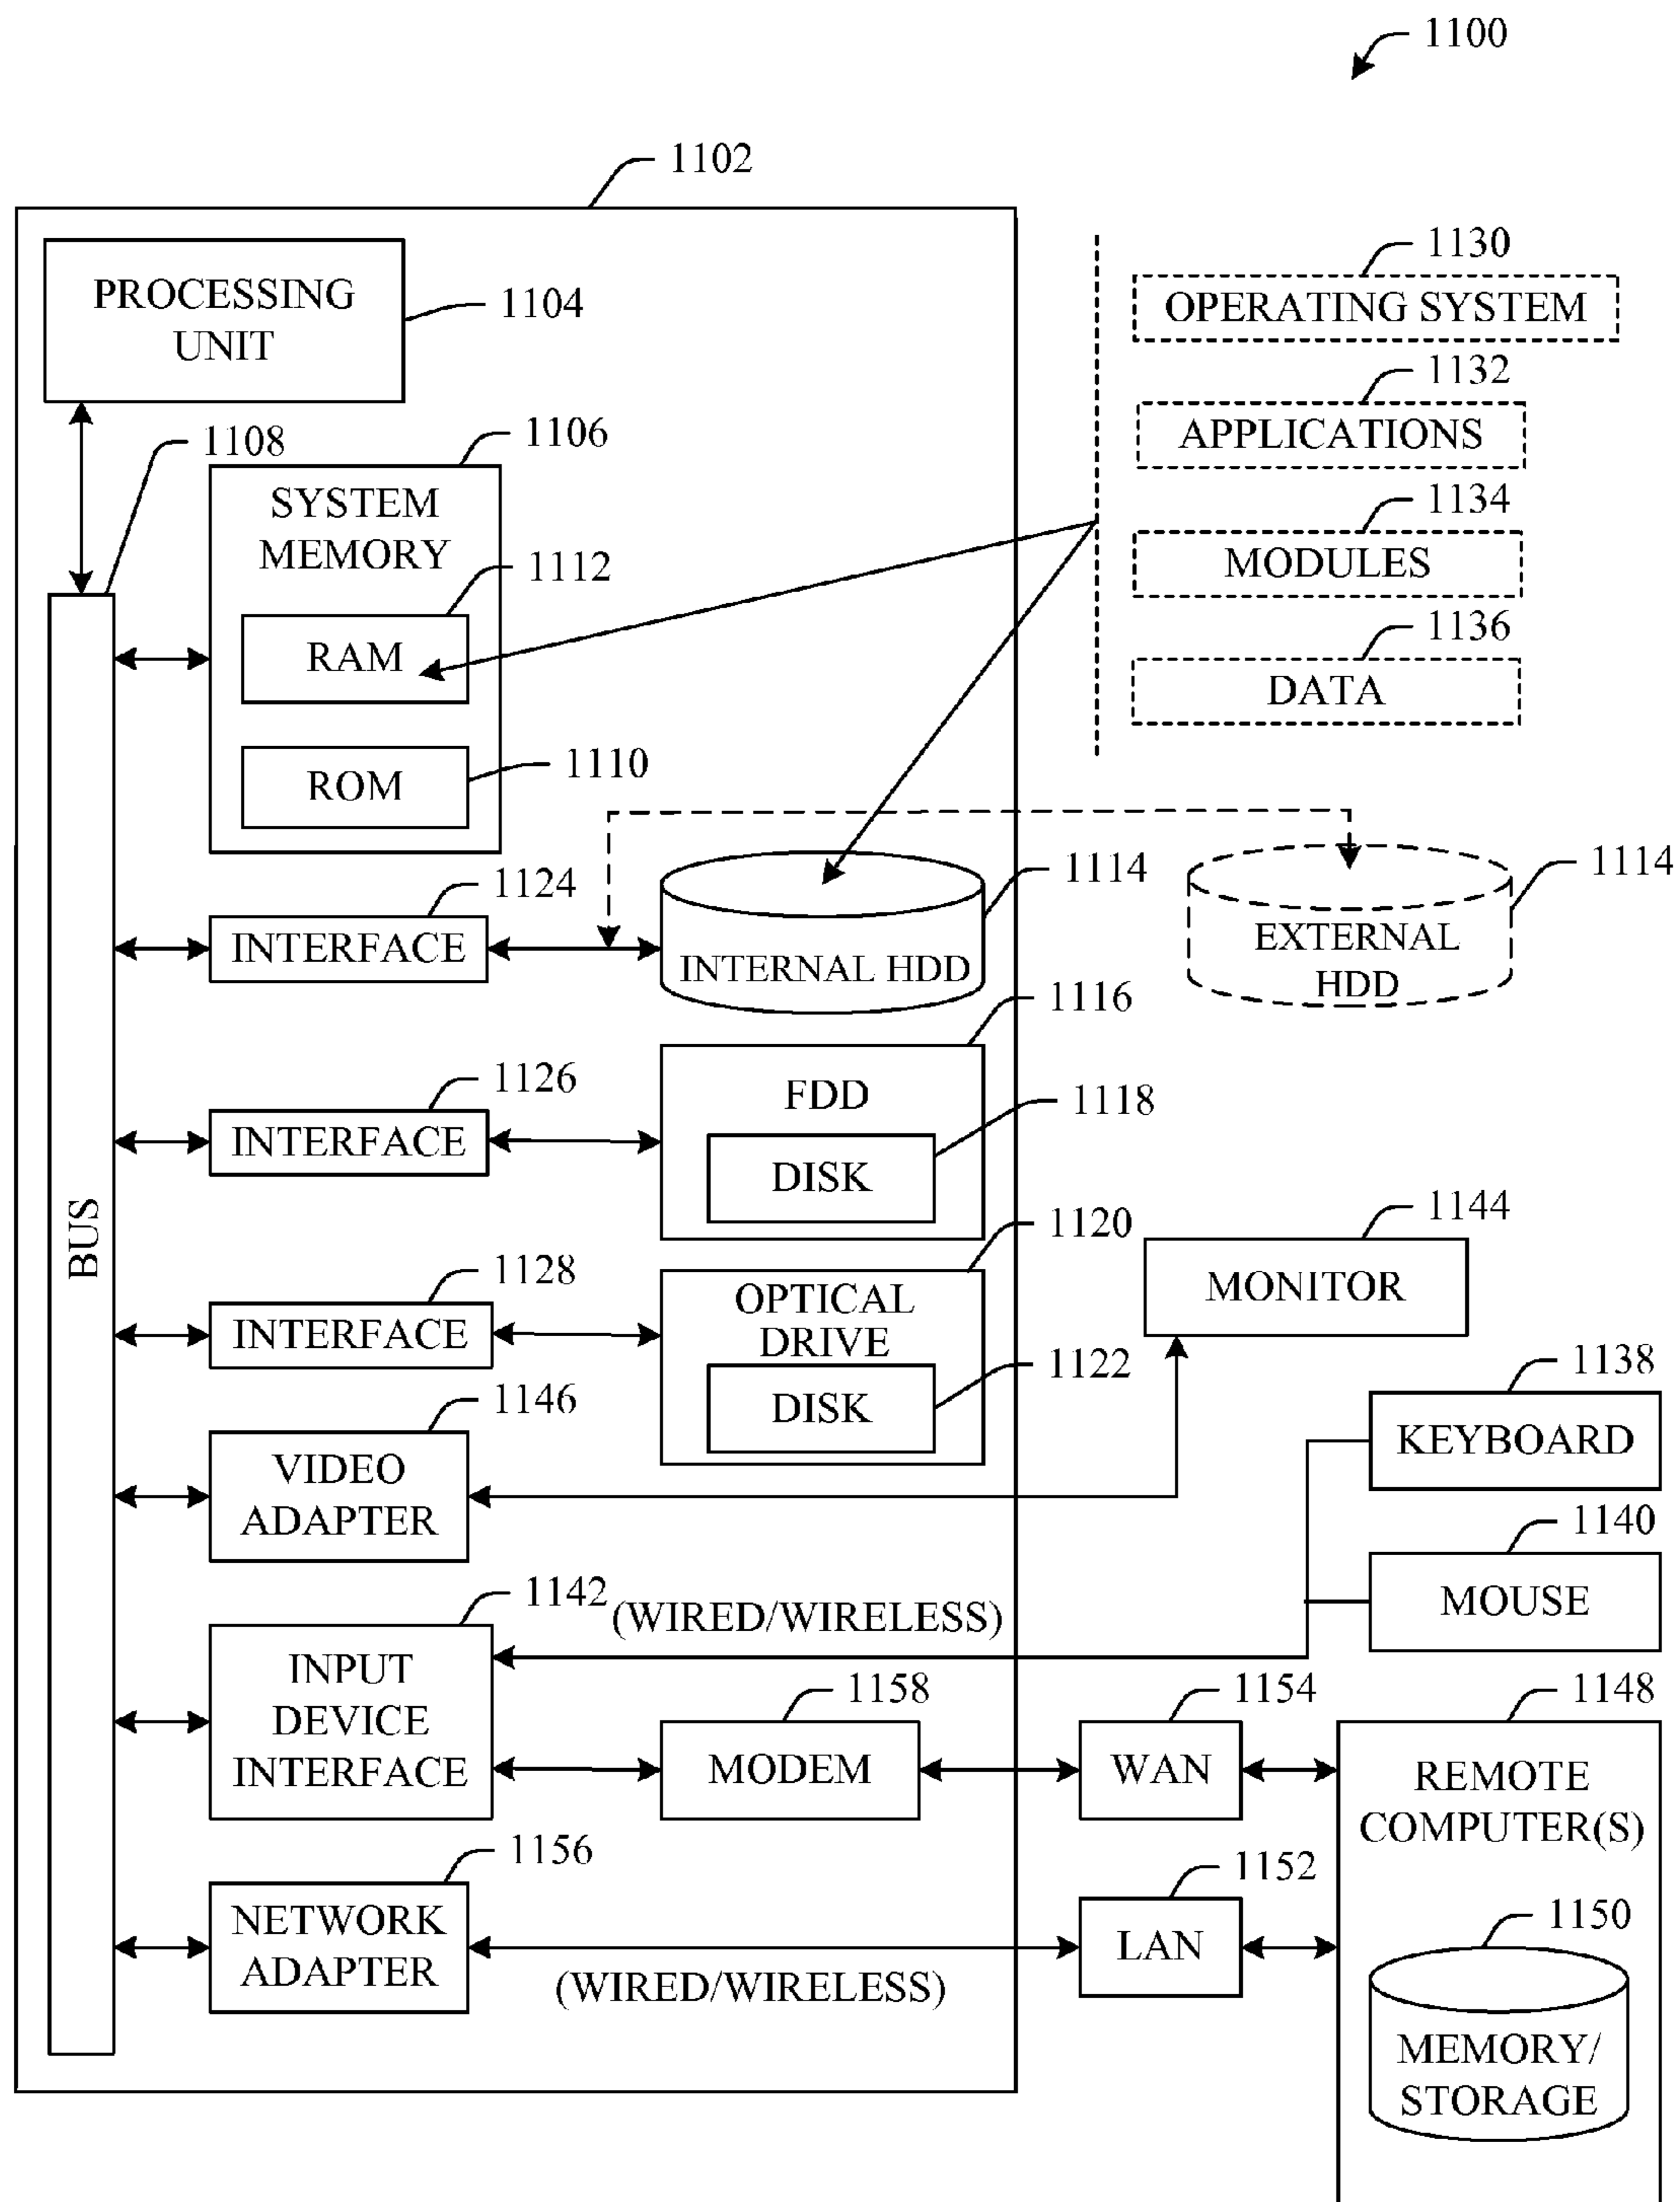 1100
1102
PROCESSING
UNIT
1104
1130
OPERATING SYSTEM
1132
APPLICATIONS
1134
MODULES
1136
DATA
1108
1106
SYSTEM
MEMORY
1112
RAM
1110
ROM
1124
INTERFACE
1114
INTERNAL HDD
1114
EXTERNAL
HDD
1126
INTERFACE
1116
FDD
1118
DISK
BUS
1128
INTERFACE
1120
OPTICAL
DRIVE
1122
DISK
1144
MONITOR
1146
VIDEO
ADAPTER
1138
KEYBOARD
1140
MOUSE
1142
(WIRED/WIRELESS)
INPUT
DEVICE
INTERFACE
1158
MODEM
1154
WAN
1148
REMOTE
COMPUTER(S)
1156
NETWORK
ADAPTER
(WIRED/WIRELESS)
1152
LAN
1150
MEMORY/
STORAGE